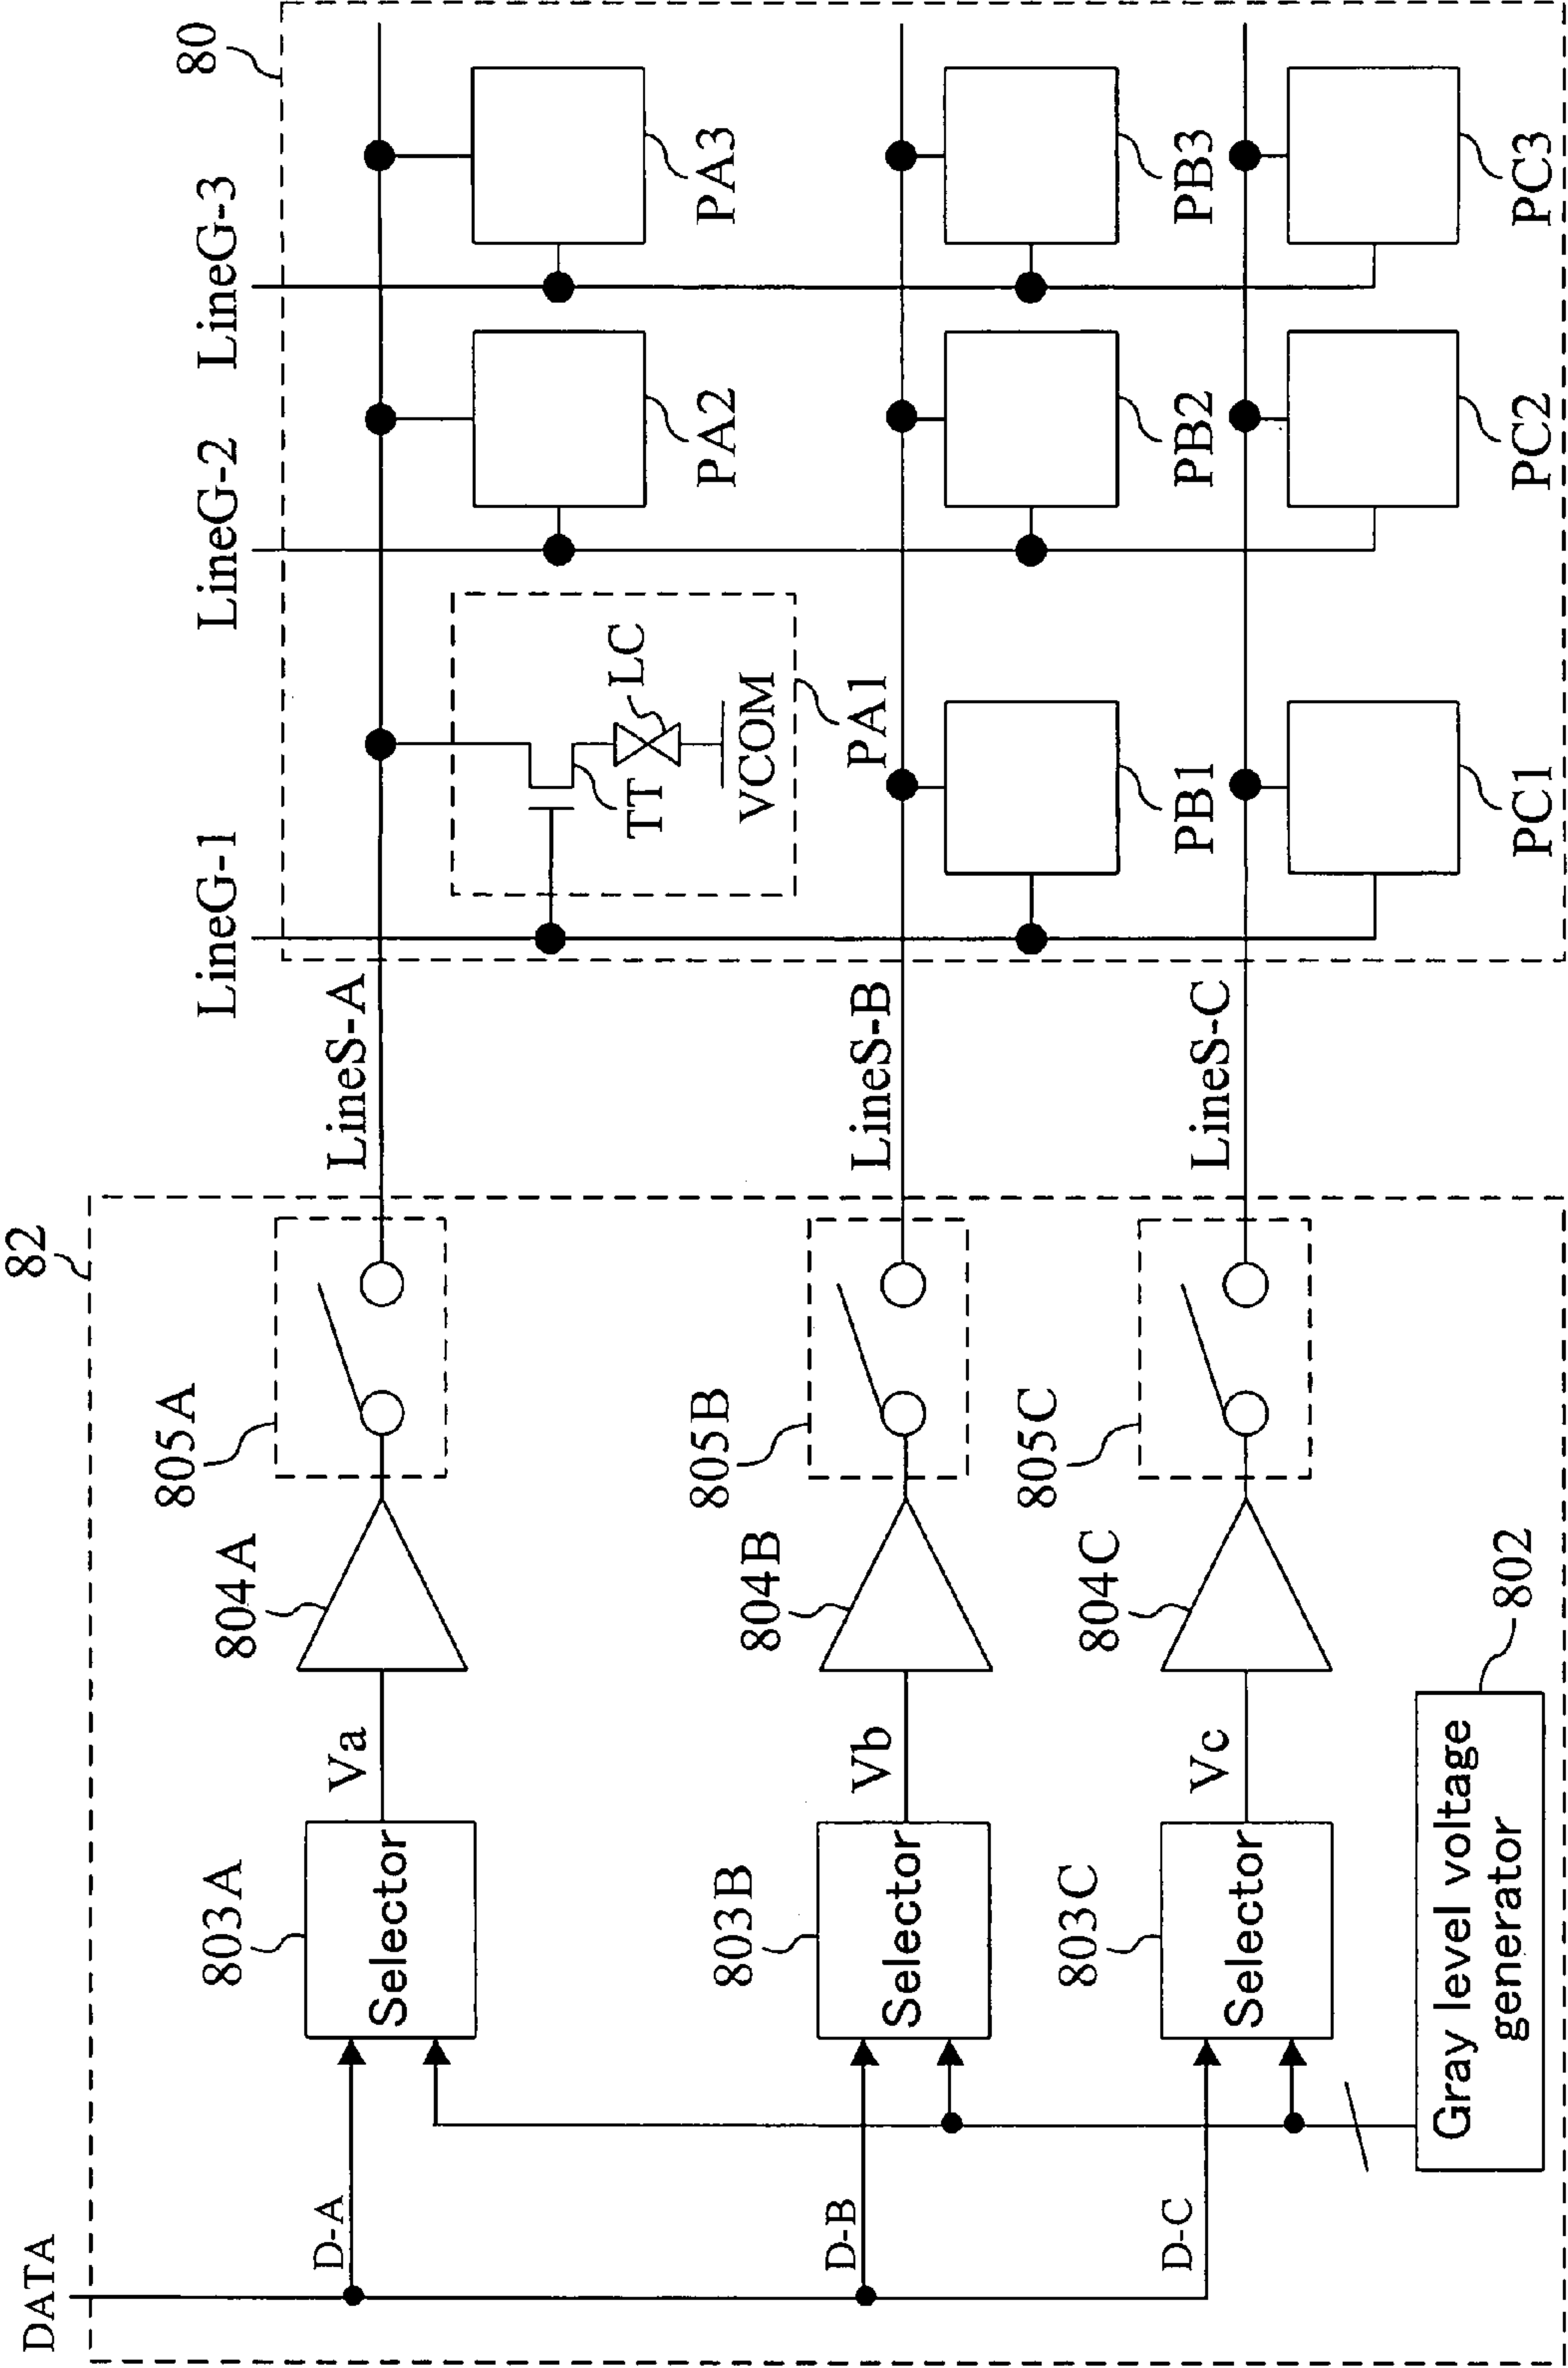 DATA
82
80
LineG-1
LineG-2
LineG-3
D-A
803A
Selector
Va
804A
805A
LineS-A
TT
LC
VCOM
PA1
PA2
PA3
D-B
803B
Selector
Vb
804B
805B
LineS-B
PB1
PB2
PB3
D-C
803C
Selector
Vc
804C
805C
LineS-C
PC1
PC2
PC3
Gray level voltage
generator
802